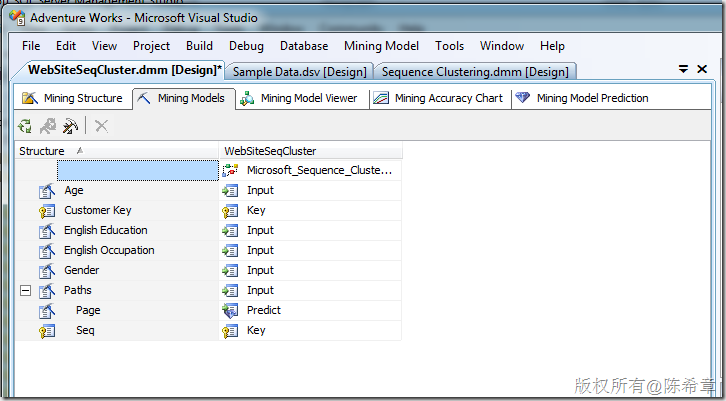 Adventure Works - Microsoft Visual Studio
File Edit View Project Build Debug Database Mining Model Tools Window Help
WebSiteSeqCluster.dmm [Design]* Sample Data.dsv [Design] Sequence Clustering.dmm [Design]
Mining Structure Mining Models Mining Model Viewer Mining Accuracy Chart Mining Model Prediction
Structure WebSiteSeqCluster
Microsoft_Sequence_Cluste...
Age Input
Customer Key Key
English Education Input
English Occupation Input
Gender Input
Paths Input
Page Predict
Seq Key
版权所有@陈希章